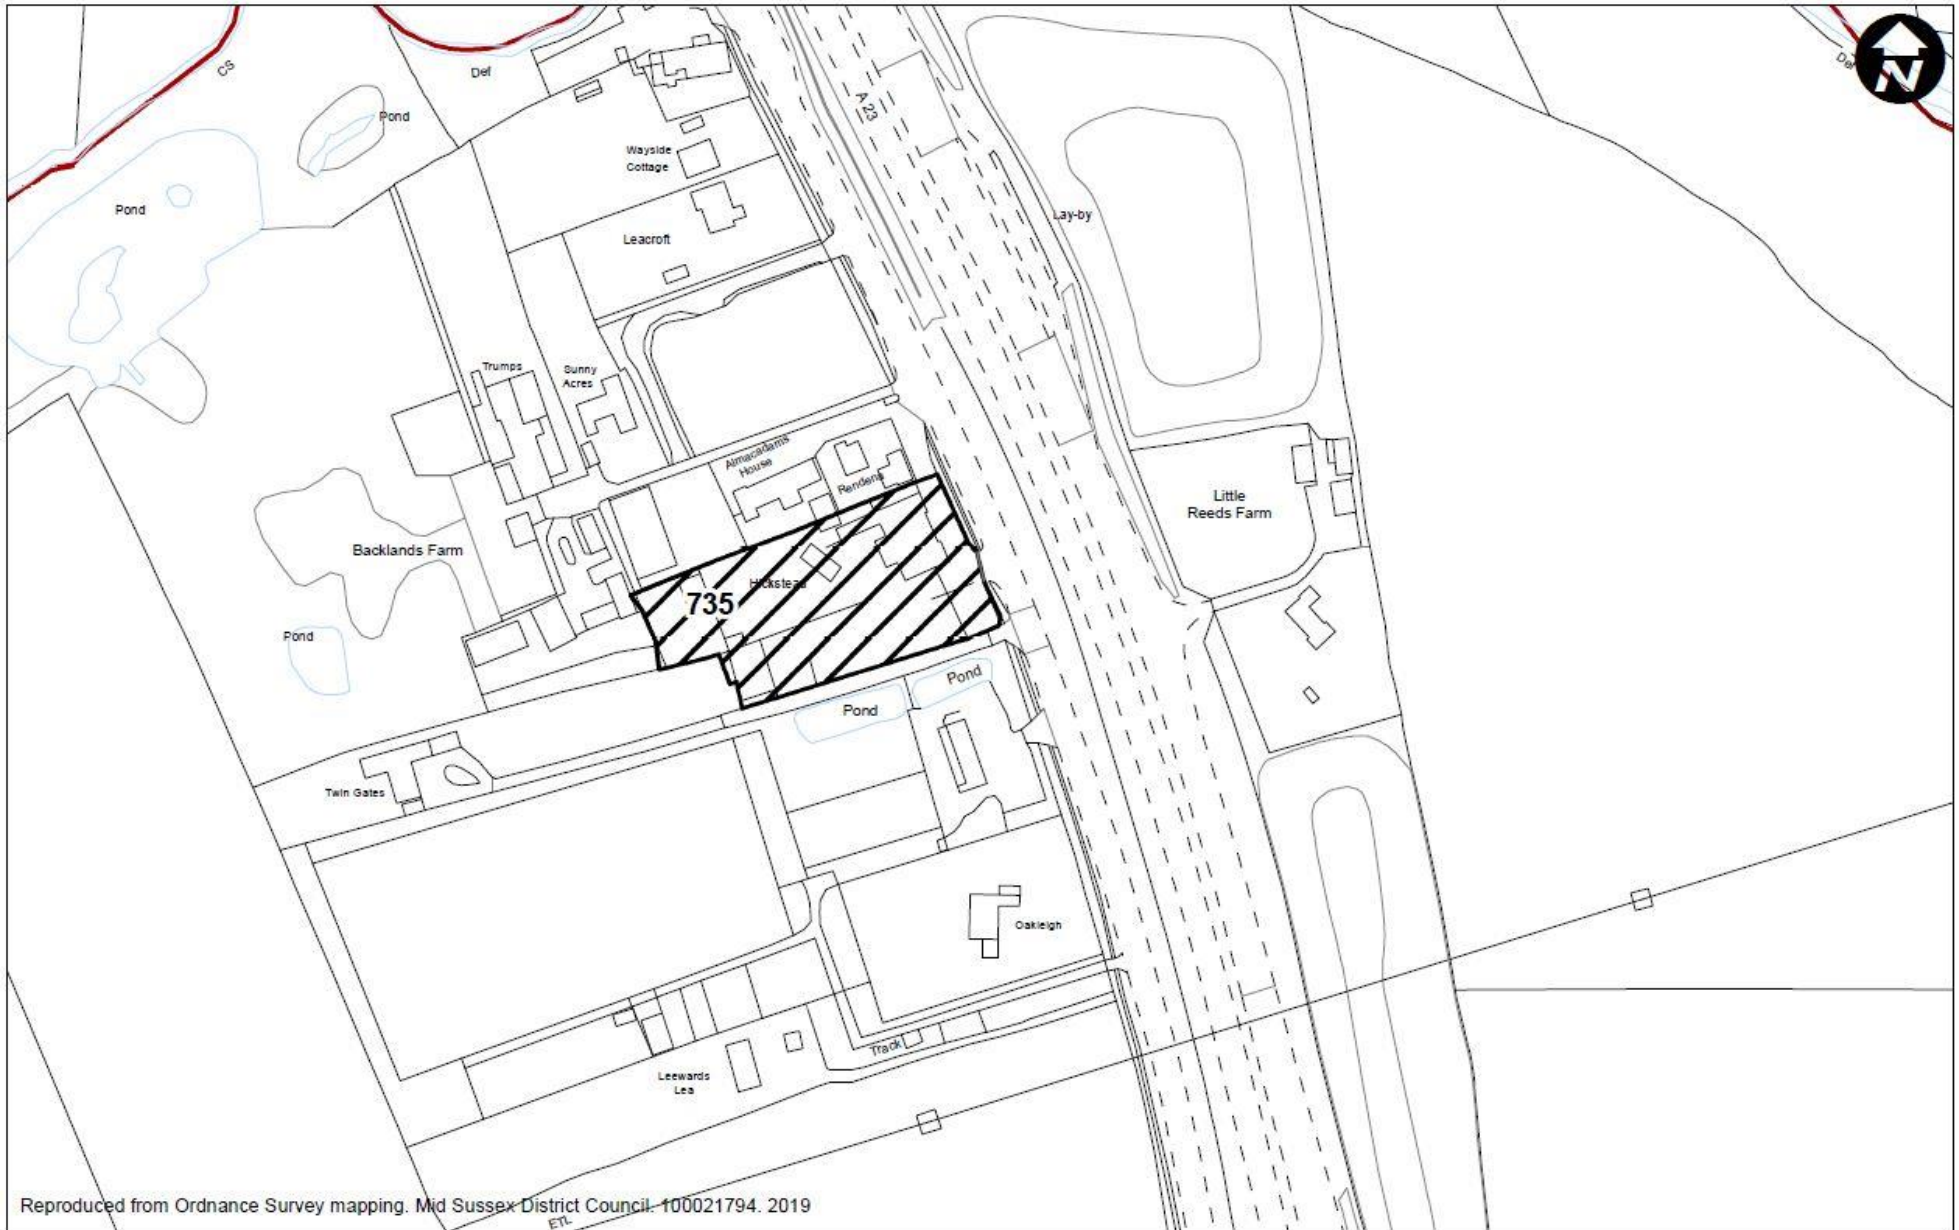 CS
Def
Pond
A 23
Def
N
Wayside
Cottage
Pond
Lay-by
Leacroft
Trumps
Sunny
Acres
Almacadams
House
Rendens
Little
Reeds Farm
Backlands Farm
Hickstead
735
Pond
Pond
Pond
Twin Gates
Oakleigh
Track
Leewards
Lea
Reproduced from Ordnance Survey mapping. Mid Sussex District Council. 100021794. 2019
ETL